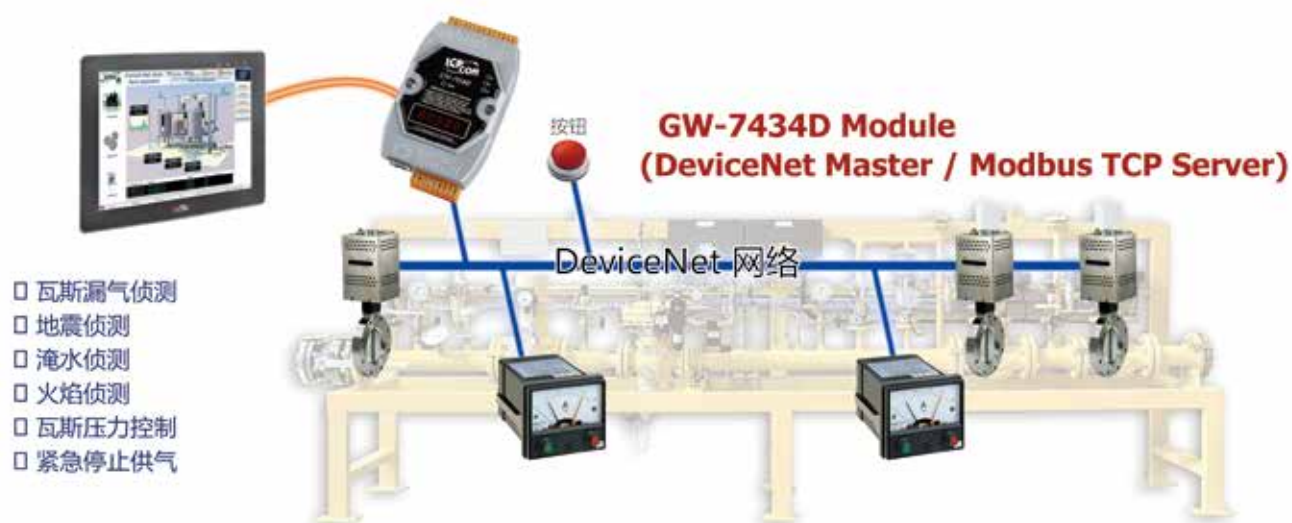 ICP
CON
按钮
GW-7434D Module
(DeviceNet Master / Modbus TCP Server)
DeviceNet 网络
瓦斯漏气侦测
地震侦测
淹水侦测
火焰侦测
瓦斯压力控制
紧急停止供气